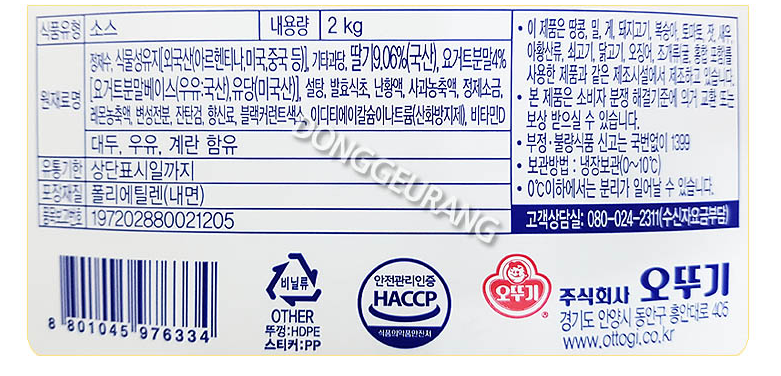 식품유형 소스 내용량 2 kg
원재료명
정제수, 식물성유지[외국산(아르헨티나,미국,중국 등)], 기타과당, 딸기9.06%(국산), 요거트분말4%
[요거트분말베이스(우유:국산),유당(미국산)], 설탕, 발효식초, 난황액, 사과농축액, 정제소금,
레몬농축액, 변성전분, 잔탄검, 향신료, 블랙커런트색소, 이디티에이칼슘이나트륨(산화방지제), 비타민D
대두, 우유, 계란 함유
유통기한 상단표시일까지
포장재질 폴리에틸렌(내면)
품목보고번호 197202880021205
• 이 제품은 땅콩, 밀, 게, 돼지고기, 복숭아, 토마토, 잣, 새우
아황산류, 쇠고기, 닭고기, 오징어, 조개류(굴, 홍합 포함)를
사용한 제품과 같은 제조시설에서 제조하고 있습니다.
• 본 제품은 소비자 분쟁 해결기준에 의거 교환 또는
보상 받으실 수 있습니다.
• 부정·불량식품 신고는 국번없이 1399
• 보관방법 : 냉장보관(0~10℃)
• 0℃이하에서는 분리가 일어날 수 있습니다.
고객상담실: 080-024-2311(수신자요금부담)
DONGGEURANG
8 801045 976334
비닐류
OTHER
뚜껑:HDPE
스티커:PP
안전관리인증
HACCP
식품의약품안전처
오뚜기
주식회사 오뚜기
경기도 안양시 동안구 흥안대로 405
www.ottogi.co.kr